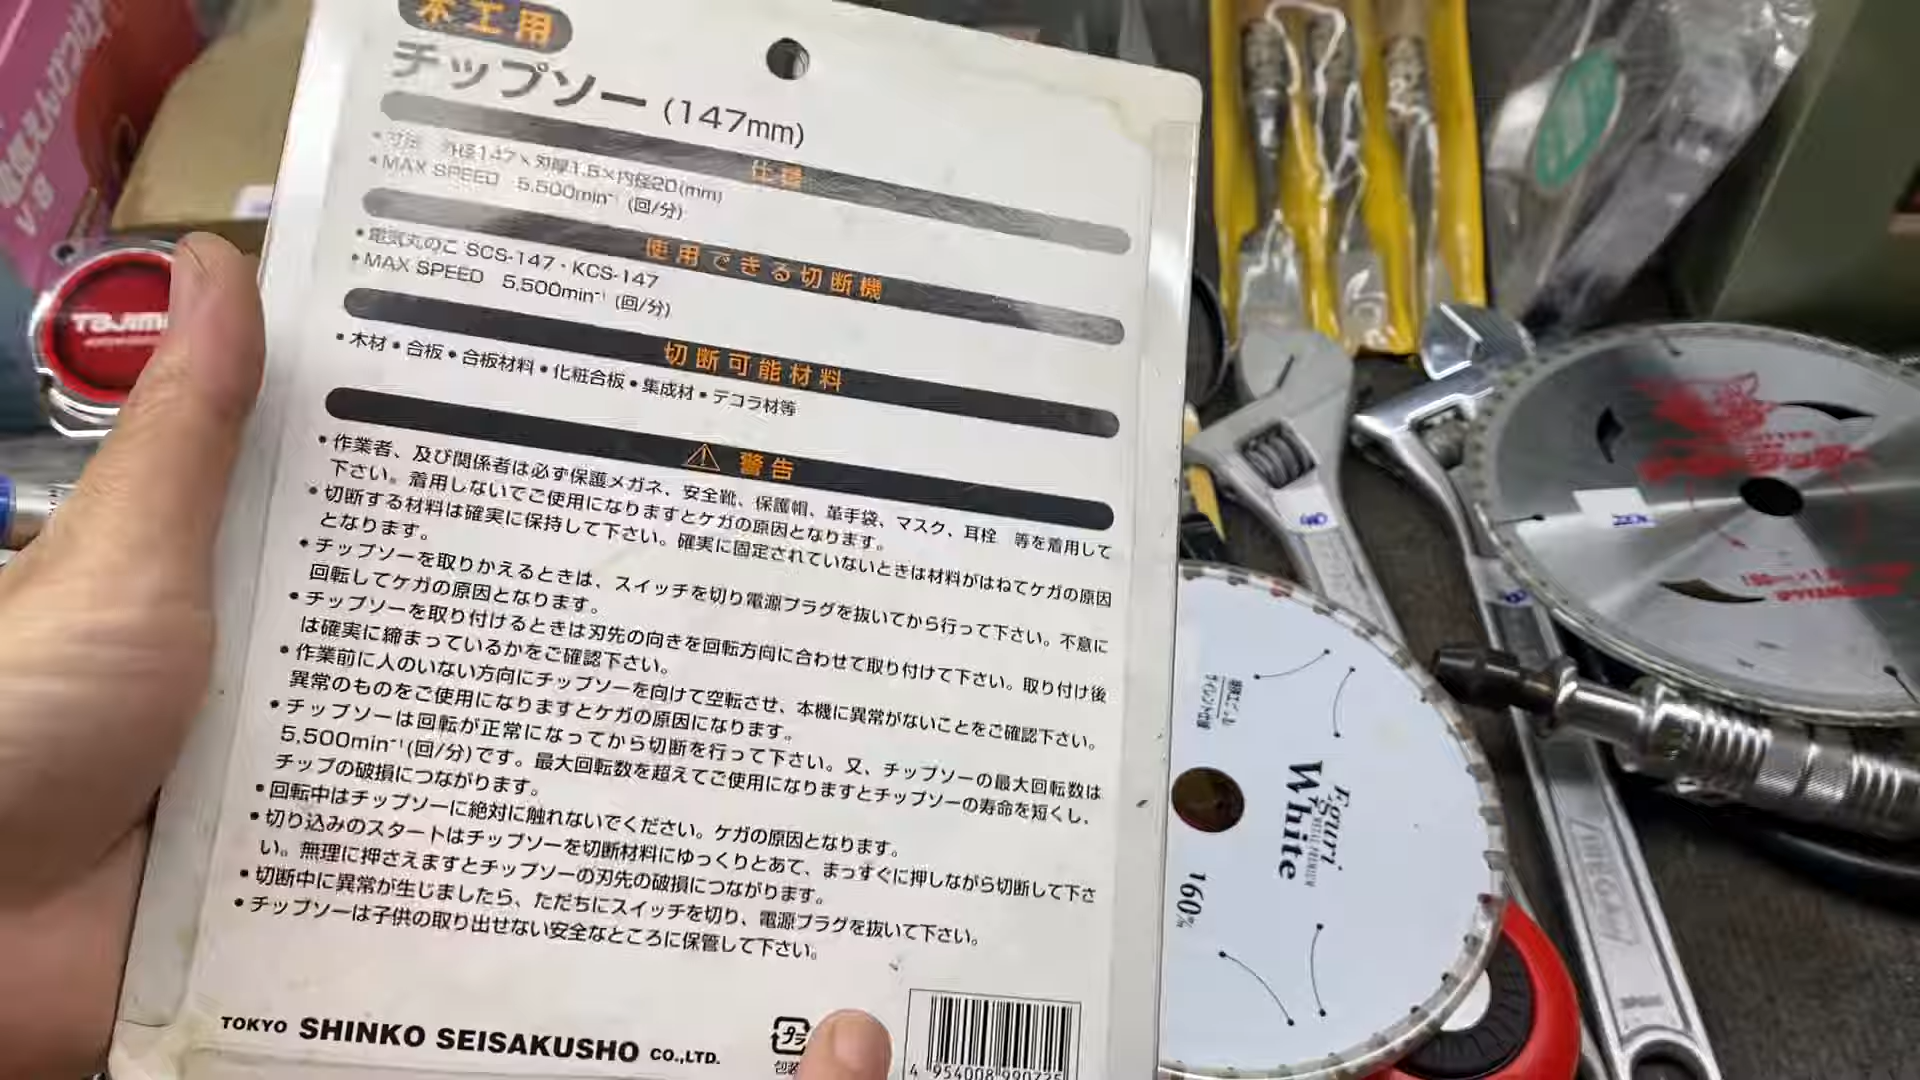 木工用
チップソー (147mm)
仕様
• 寸法 外径147×刃厚1.5×内径20(mm)
• MAX SPEED 5,500min⁻¹ (回/分)
使用できる切断機
• 電気丸のこ SCS-147・KCS-147
• MAX SPEED 5,500min⁻¹ (回/分)
切断可能材料
• 木材 • 合板 • 合板材料 • 化粧合板 • 集成材 • デコラ材等
⚠ 警告
• 作業者、及び関係者は必ず保護メガネ、安全靴、保護帽、革手袋、マスク、耳栓 等を着用して
下さい。着用しないでご使用になりますとケガの原因となります。
• 切断する材料は確実に保持して下さい。確実に固定されていないときは材料がはねてケガの原因
となります。
• チップソーを取りかえるときは、スイッチを切り電源プラグを抜いてから行って下さい。不意に
回転してケガの原因となります。
• チップソーを取り付けるときは刃先の向きを回転方向に合わせて取り付けて下さい。取り付け後
は確実に締まっているかをご確認下さい。
• 作業前に人のいない方向にチップソーを向けて空転させ、本機に異常がないことをご確認下さい。
異常のものをご使用になりますとケガの原因になります。
• チップソーは回転が正常になってから切断を行って下さい。又、チップソーの最大回転数は
5,500min⁻¹(回/分)です。最大回転数を超えてご使用になりますとチップソーの寿命を短くし、
チップの破損につながります。
• 回転中はチップソーに絶対に触れないでください。ケガの原因となります。
• 切り込みのスタートはチップソーを切断材料にゆっくりとあて、まっすぐに押しながら切断して下さ
い。無理に押さえますとチップソーの刃先の破損につながります。
• 切断中に異常が生じましたら、ただちにスイッチを切り、電源プラグを抜いて下さい。
• チップソーは子供の取り出せない安全なところに保管して下さい。
TOKYO SHINKO SEISAKUSHO CO.,LTD.
プラ
包装
4 954008 990725
V-8
TAJIMA
White
160